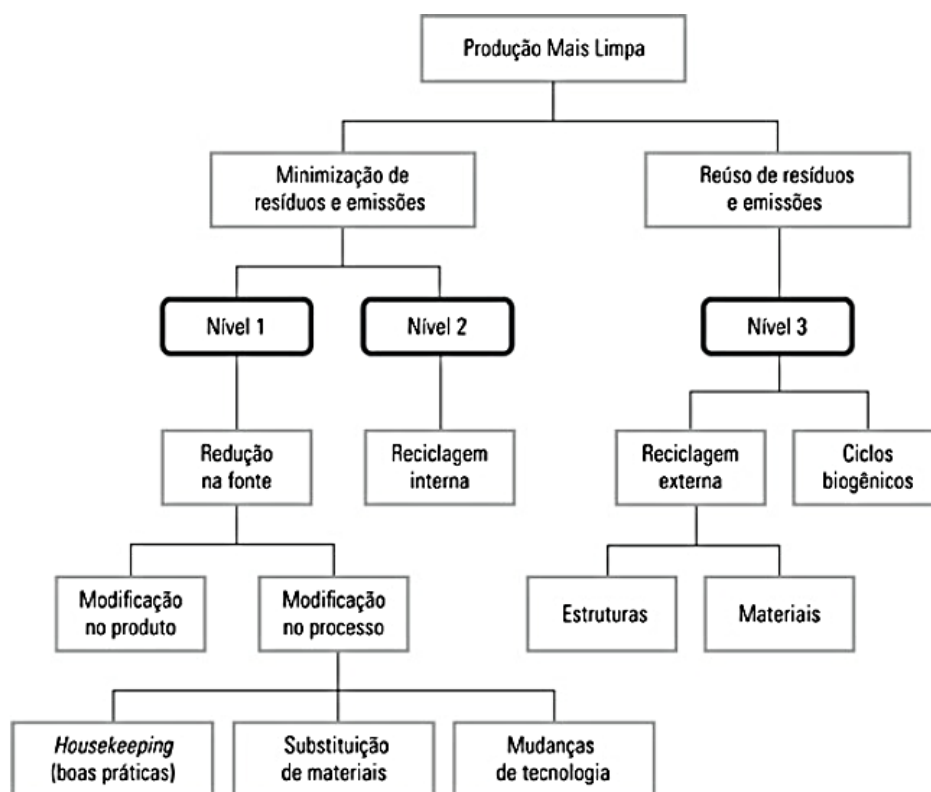 Produção Mais Limpa
Minimização de
resíduos e emissões
Reúso de resíduos
e emissões
Nível 1
Nível 2
Nível 3
Redução
na fonte
Reciclagem
interna
Reciclagem
externa
Ciclos
biogênicos
Modificação
no produto
Modificação
no processo
Estruturas
Materiais
Housekeeping
(boas práticas)
Substituição
de materiais
Mudanças
de tecnologia